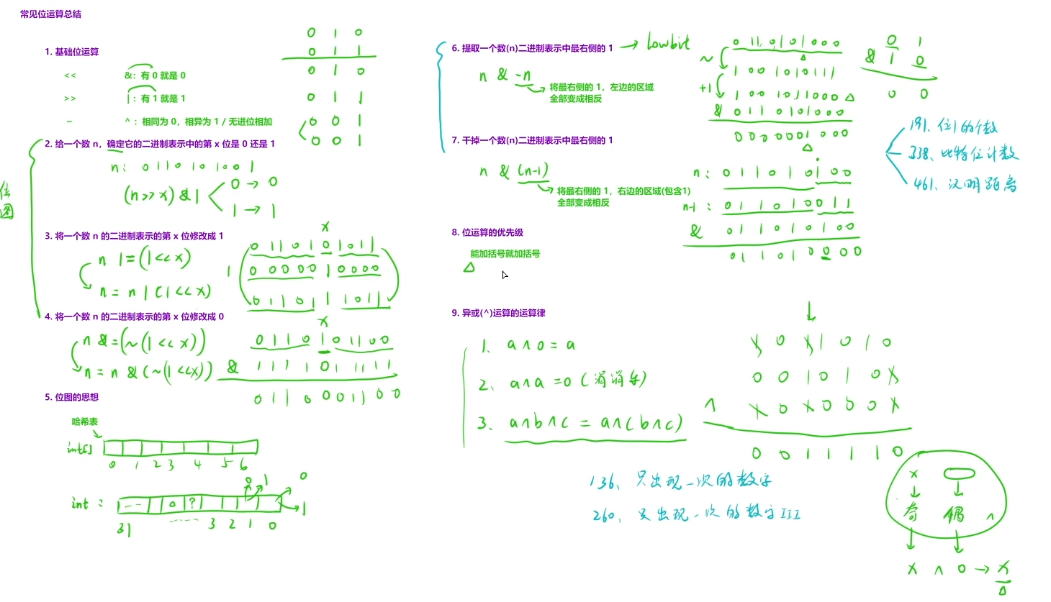 常见位运算总结
1. 基础位运算
<< &: 有 0 就是 0
>> |: 有 1 就是 1
~ ^ : 相同为 0, 相异为 1 / 无进位相加
0 1 0
0 1 1
0 1 0
0 1 1
0 0 1
0 0 1
2. 给一个数 n, 确定它的二进制表示中的第 x 位是 0 还是 1
n: 0 1 1 0 1 0 1 0 0 1
(n >> x) & 1
0 → 0
1 → 1
位图
3. 将一个数 n 的二进制表示的第 x 位修改成 1
n |= (1 << x)
n = n | (1 << x)
x
0 1 1 0 1 0 1 0 1 1
| 0 0 0 0 0 1 0 0 0 0
0 1 1 0 1 1 1 0 1 1
4. 将一个数 n 的二进制表示的第 x 位修改成 0
n &= (~(1 << x))
n = n & (~(1 << x))
x
0 1 1 0 1 0 1 1 0 0
& 1 1 1 1 0 1 1 1 1 1
0 1 1 0 0 0 1 1 0 0
5. 位图的思想
哈希表
int[]
0 1 2 3 4 5 6
int :
0 ?
0 1
0
1
31 3 2 1 0
6. 提取一个数(n)二进制表示中最右侧的 1 → lowbit
n & -n
将最右侧的 1, 左边的区域
全部变成相反
0 1 1 0 1 0 1 0 0 0
~ 1 0 0 1 0 1 0 1 1 1
+1 1 0 0 1 0 1 1 0 0 0
& 0 1 1 0 1 0 1 0 0 0
0 0 0 0 0 0 1 0 0 0
0 1
& 1 0
0 0
7. 干掉一个数(n)二进制表示中最右侧的 1
n & (n-1)
将最右侧的 1, 右边的区域(包含1)
全部变成相反
n : 0 1 1 0 1 0 1 0 0
n-1 : 0 1 1 0 1 0 0 1 1
& 0 1 1 0 1 0 1 0 0
0 1 1 0 1 0 0 0 0
191、位1的个数
338、比特位计数
461、汉明距离
8. 位运算的优先级
能加括号就加括号
9. 异或(^)运算的运算律
1、 a ^ 0 = a
2、 a ^ a = 0 (消消乐)
3、 a ^ b ^ c = a ^ (b ^ c)
136、只出现一次的数字
260、只出现一次的数字III
0 1 0 1 0
0 0 1 0 1 0
^ 0 0 0 0
0 0 1 1 1 1 0
x
奇 偶 ^
x ^ 0 → x